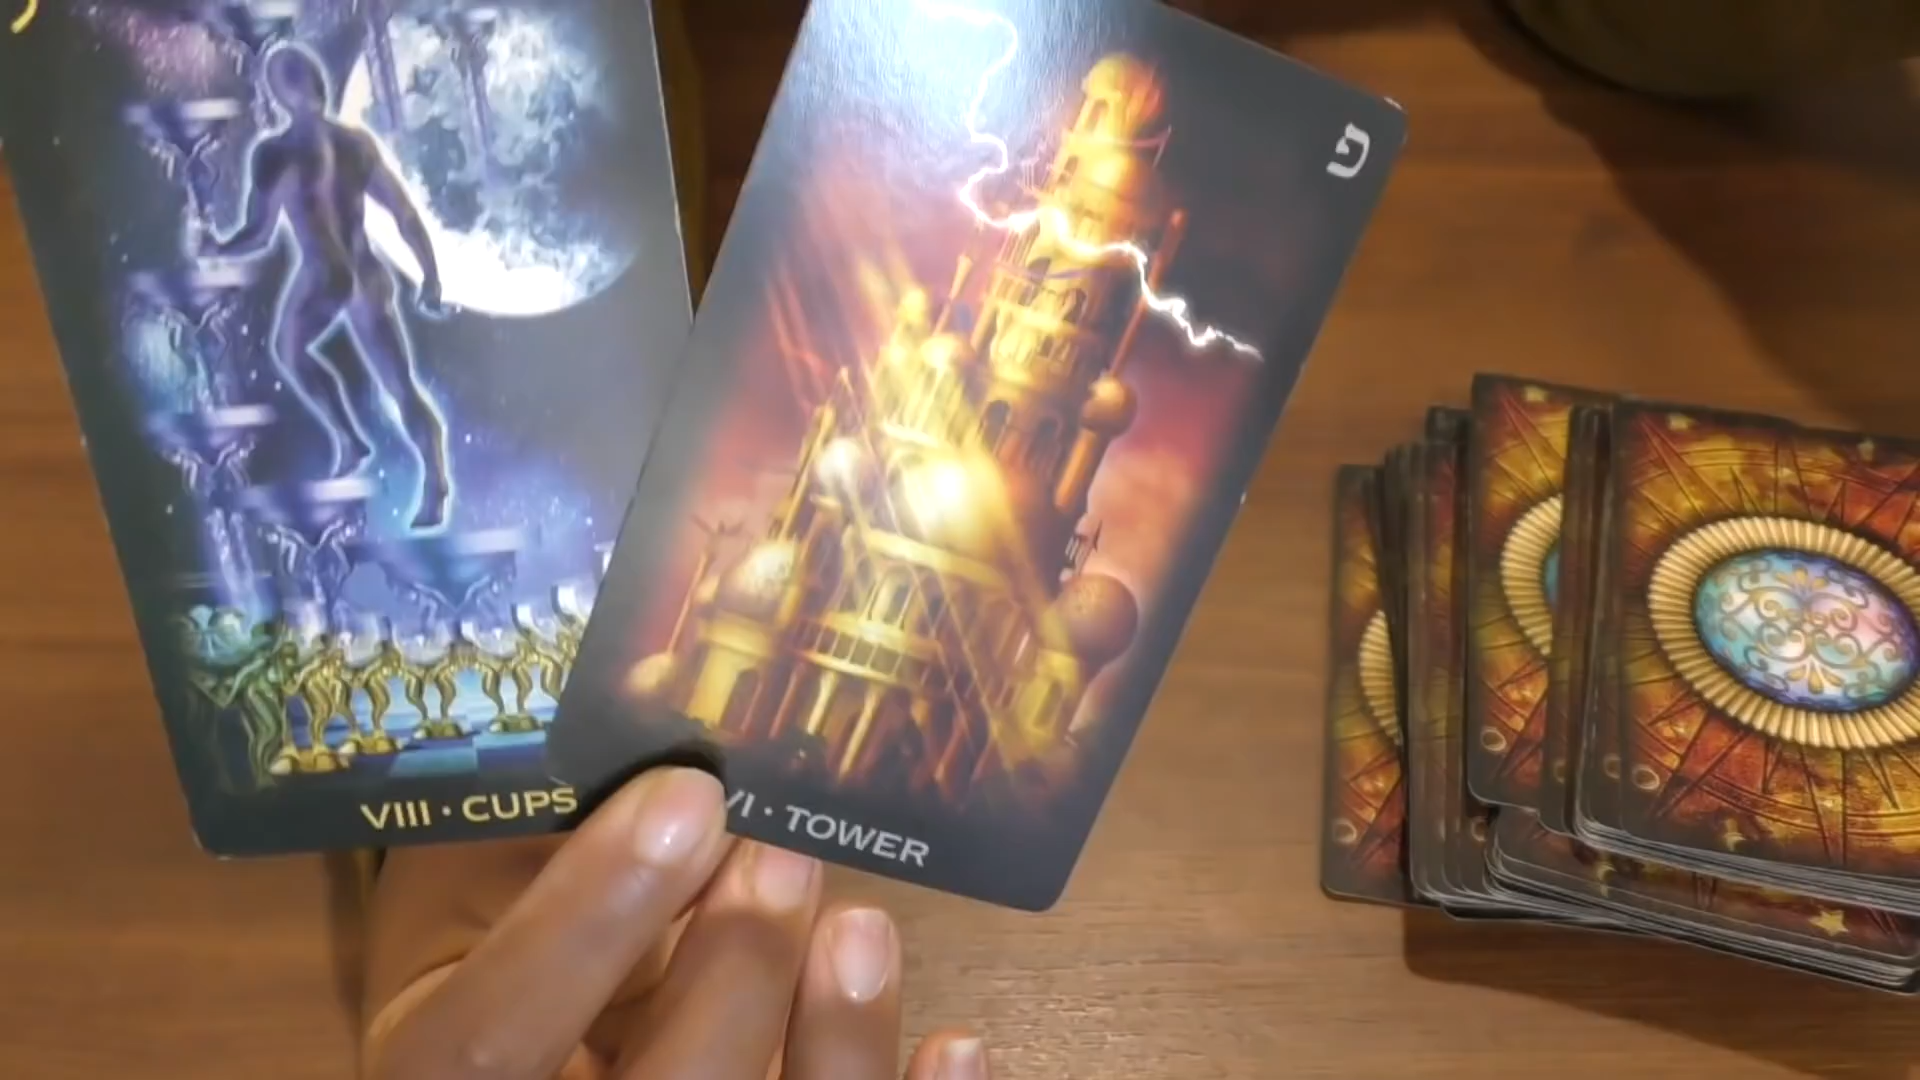 VIII · CUPS
VI · TOWER
פ